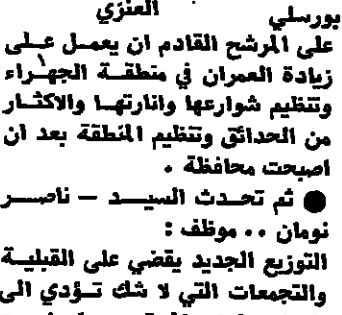 بورسلي العنزي
على المرشح القادم ان يعمل على
زيادة العمران في منطقة الجهراء
وتنظيم شوارعها وانارتها والاكثار
من الحدائق وتنظيم المنطقة بعد ان
اصبحت محافظة .
● ثم تحدث السيد — ناصر
نومان .. موظف :
التوزيع الجديد يقضي على القبلية
والتجمعات التي لا شك تؤدي الى